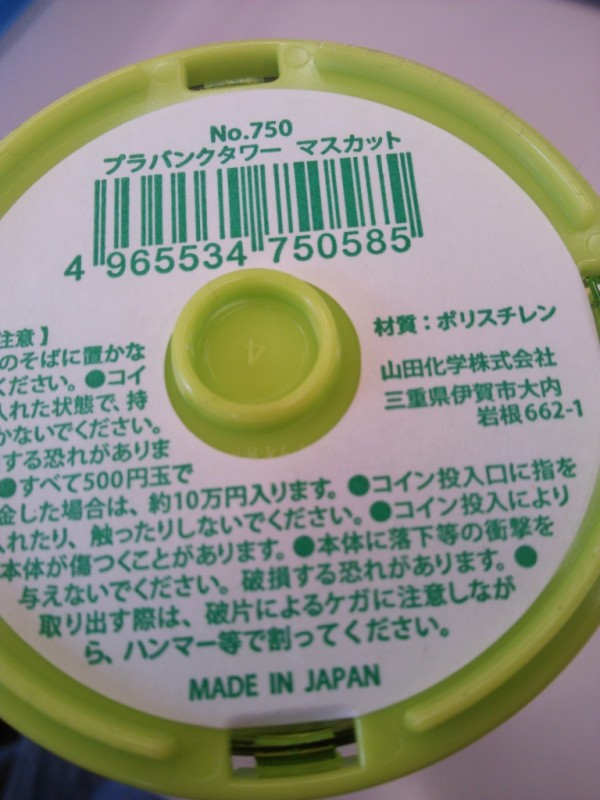 No.750
プラバンクタワー マスカット
4 965534 750585
注意】
のそばに置かな
ください。●コイ
入れた状態で、持
かないでください。
する恐れがありま
●すべて500円玉で
金した場合は、約10万円入ります。●コイン投入口に指を
入れたり、触ったりしないでください。●コイン投入により
本体が傷つくことがあります。●本体に落下等の衝撃を
与えないでください。破損する恐れがあります。●
取り出す際は、破片によるケガに注意しなが
ら、ハンマー等で割ってください。
材質：ポリスチレン
山田化学株式会社
三重県伊賀市大内
岩根662-1
MADE IN JAPAN
4